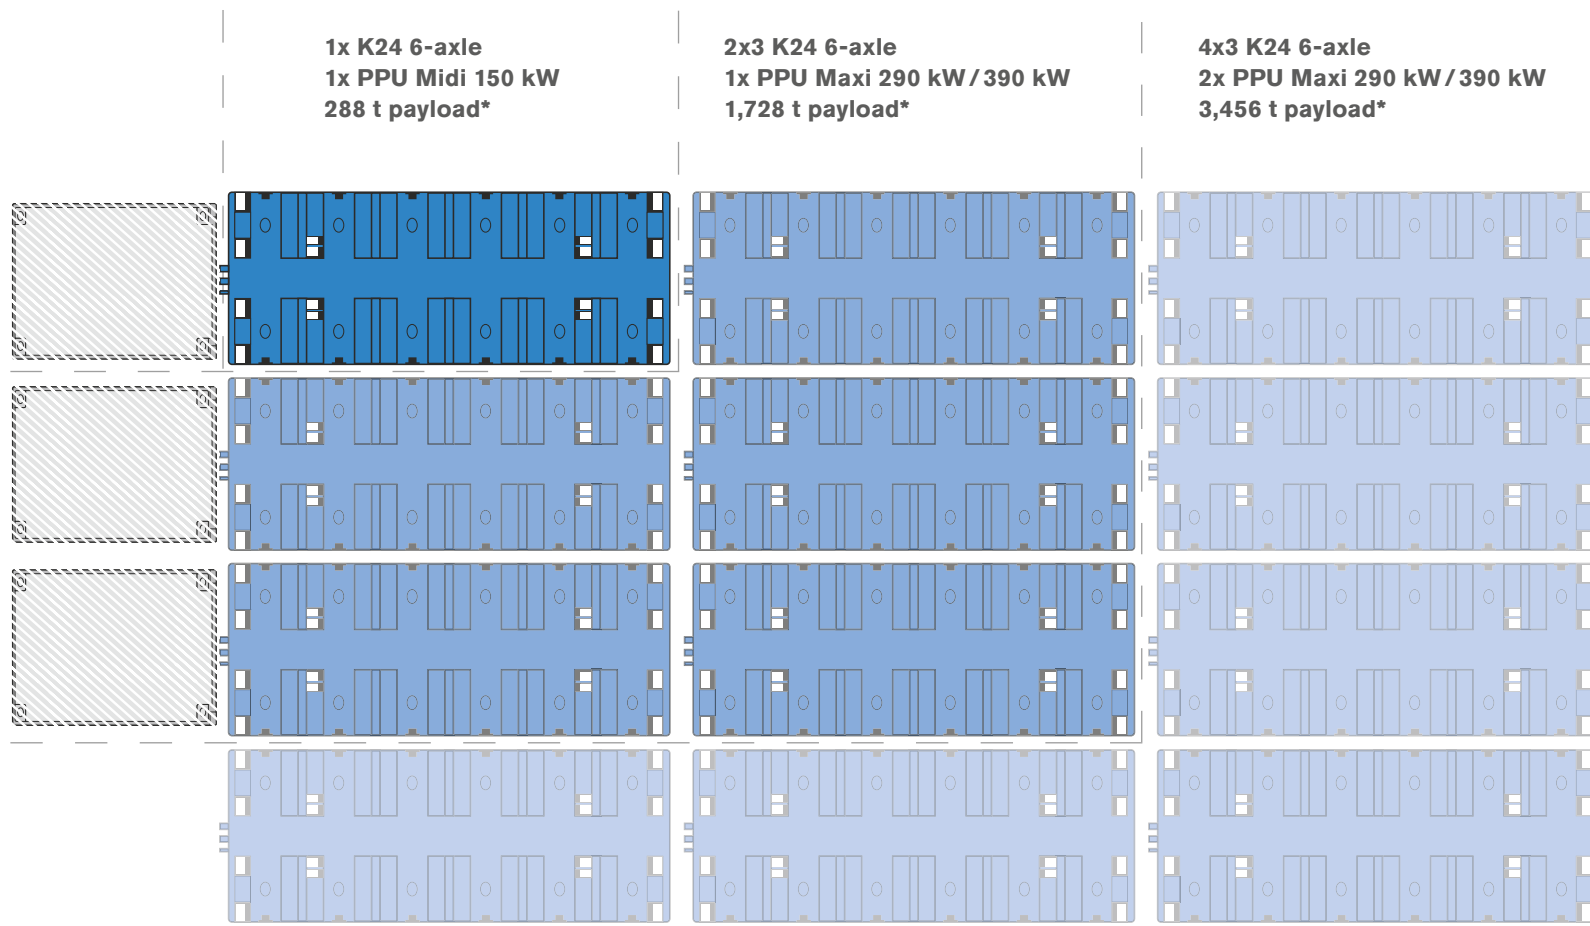 1x K24 6-axle
1x PPU Midi 150 kW
288 t payload*
2x3 K24 6-axle
1x PPU Maxi 290 kW / 390 kW
1,728 t payload*
4x3 K24 6-axle
2x PPU Maxi 290 kW / 390 kW
3,456 t payload*